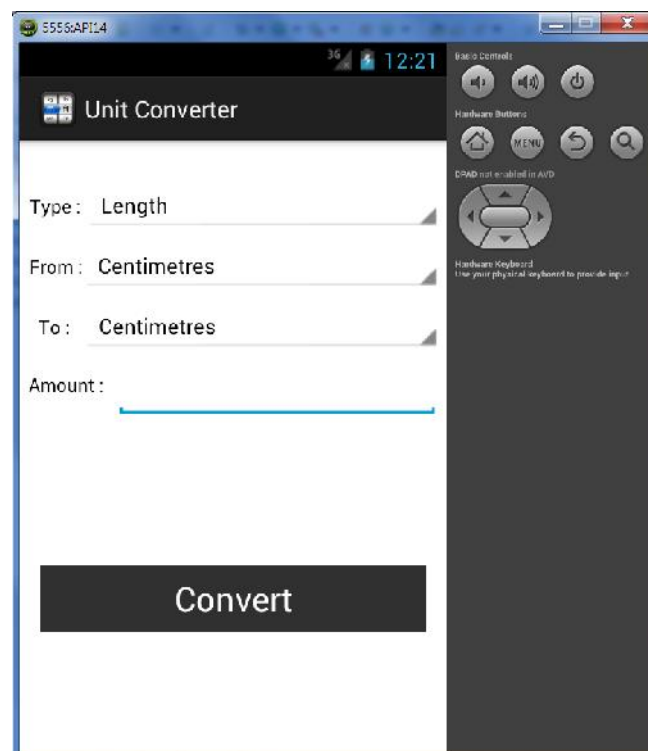 5556:API14
3G 12:21
Unit Converter
Type : Length
From : Centimetres
To : Centimetres
Amount :
Convert
Basic Controls
Hardware Buttons
MENU
DPAD not enabled in AVD
Hardware Keyboard
Use your physical keyboard to provide input